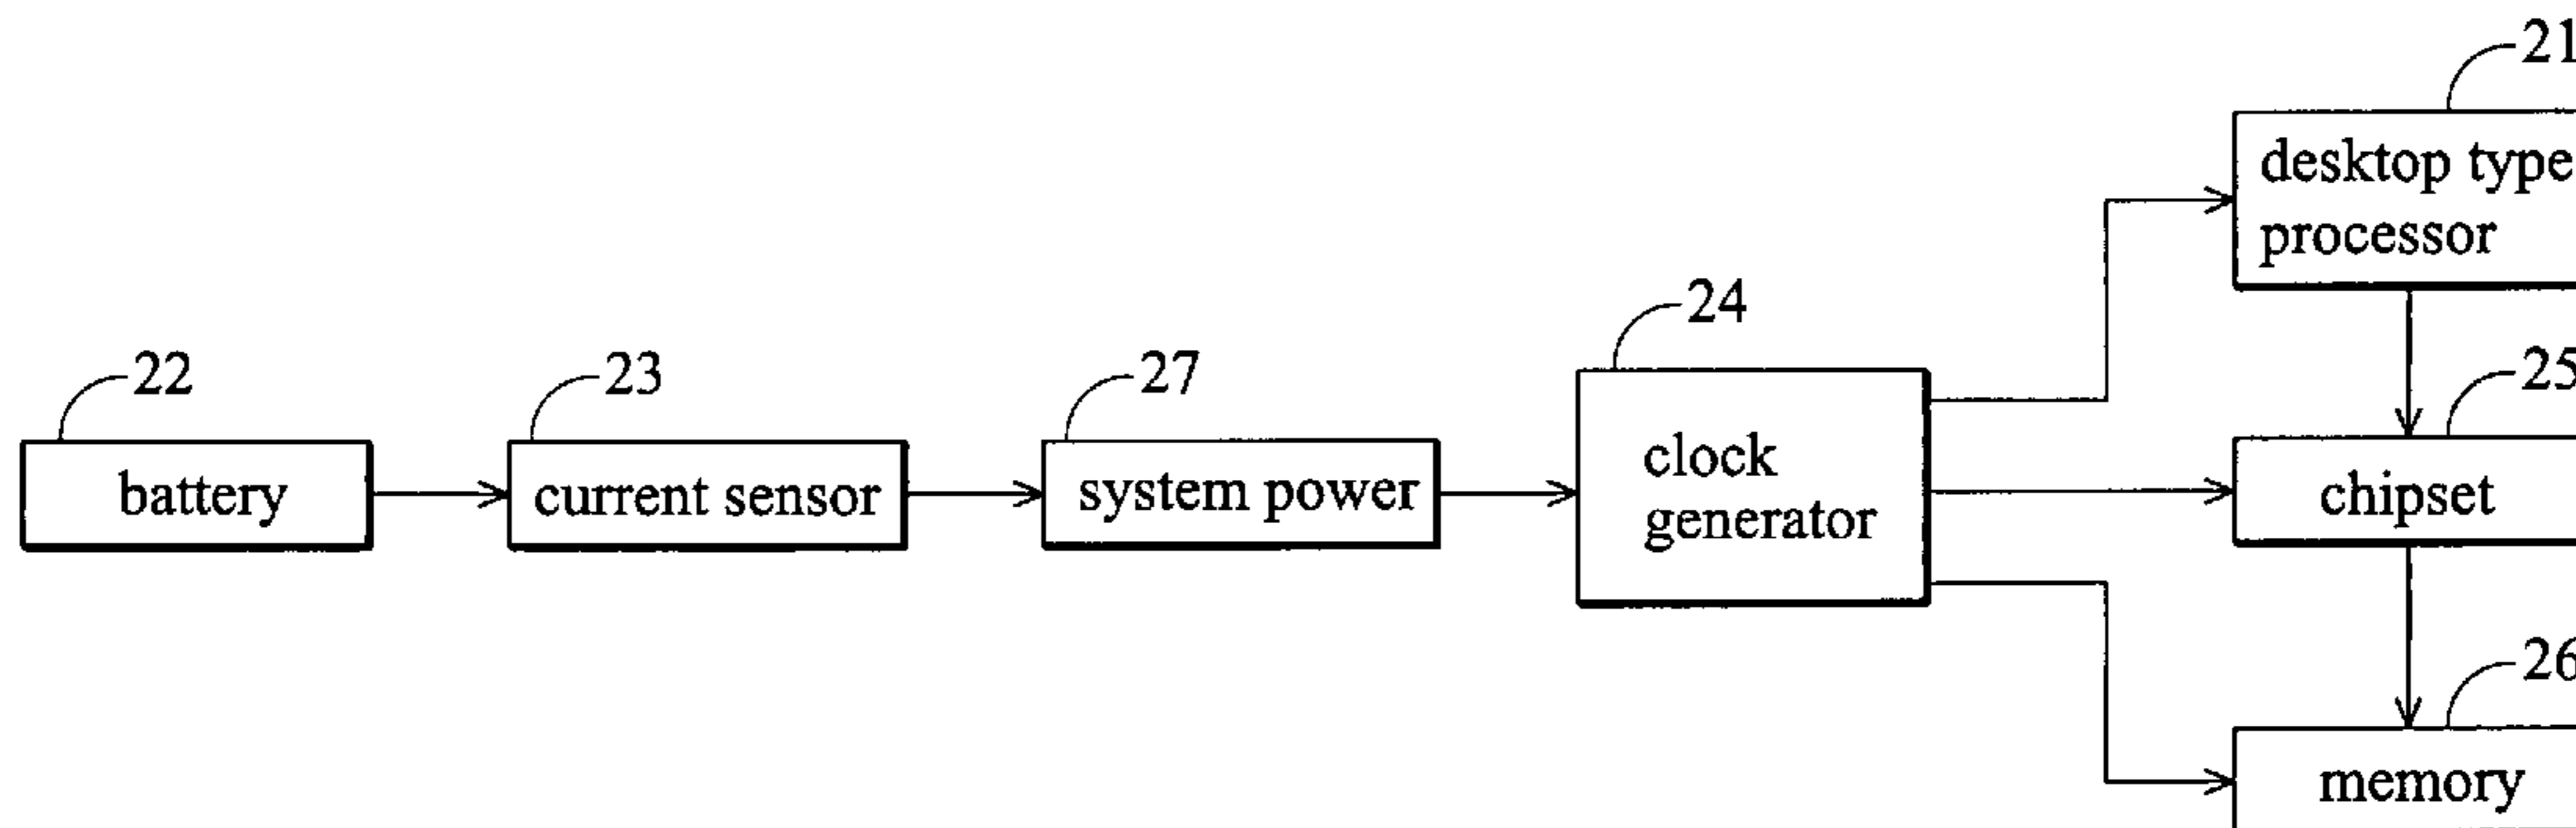 21
desktop type
processor
24
22
23
27
25
battery
current sensor
system power
clock
generator
chipset
26
memory